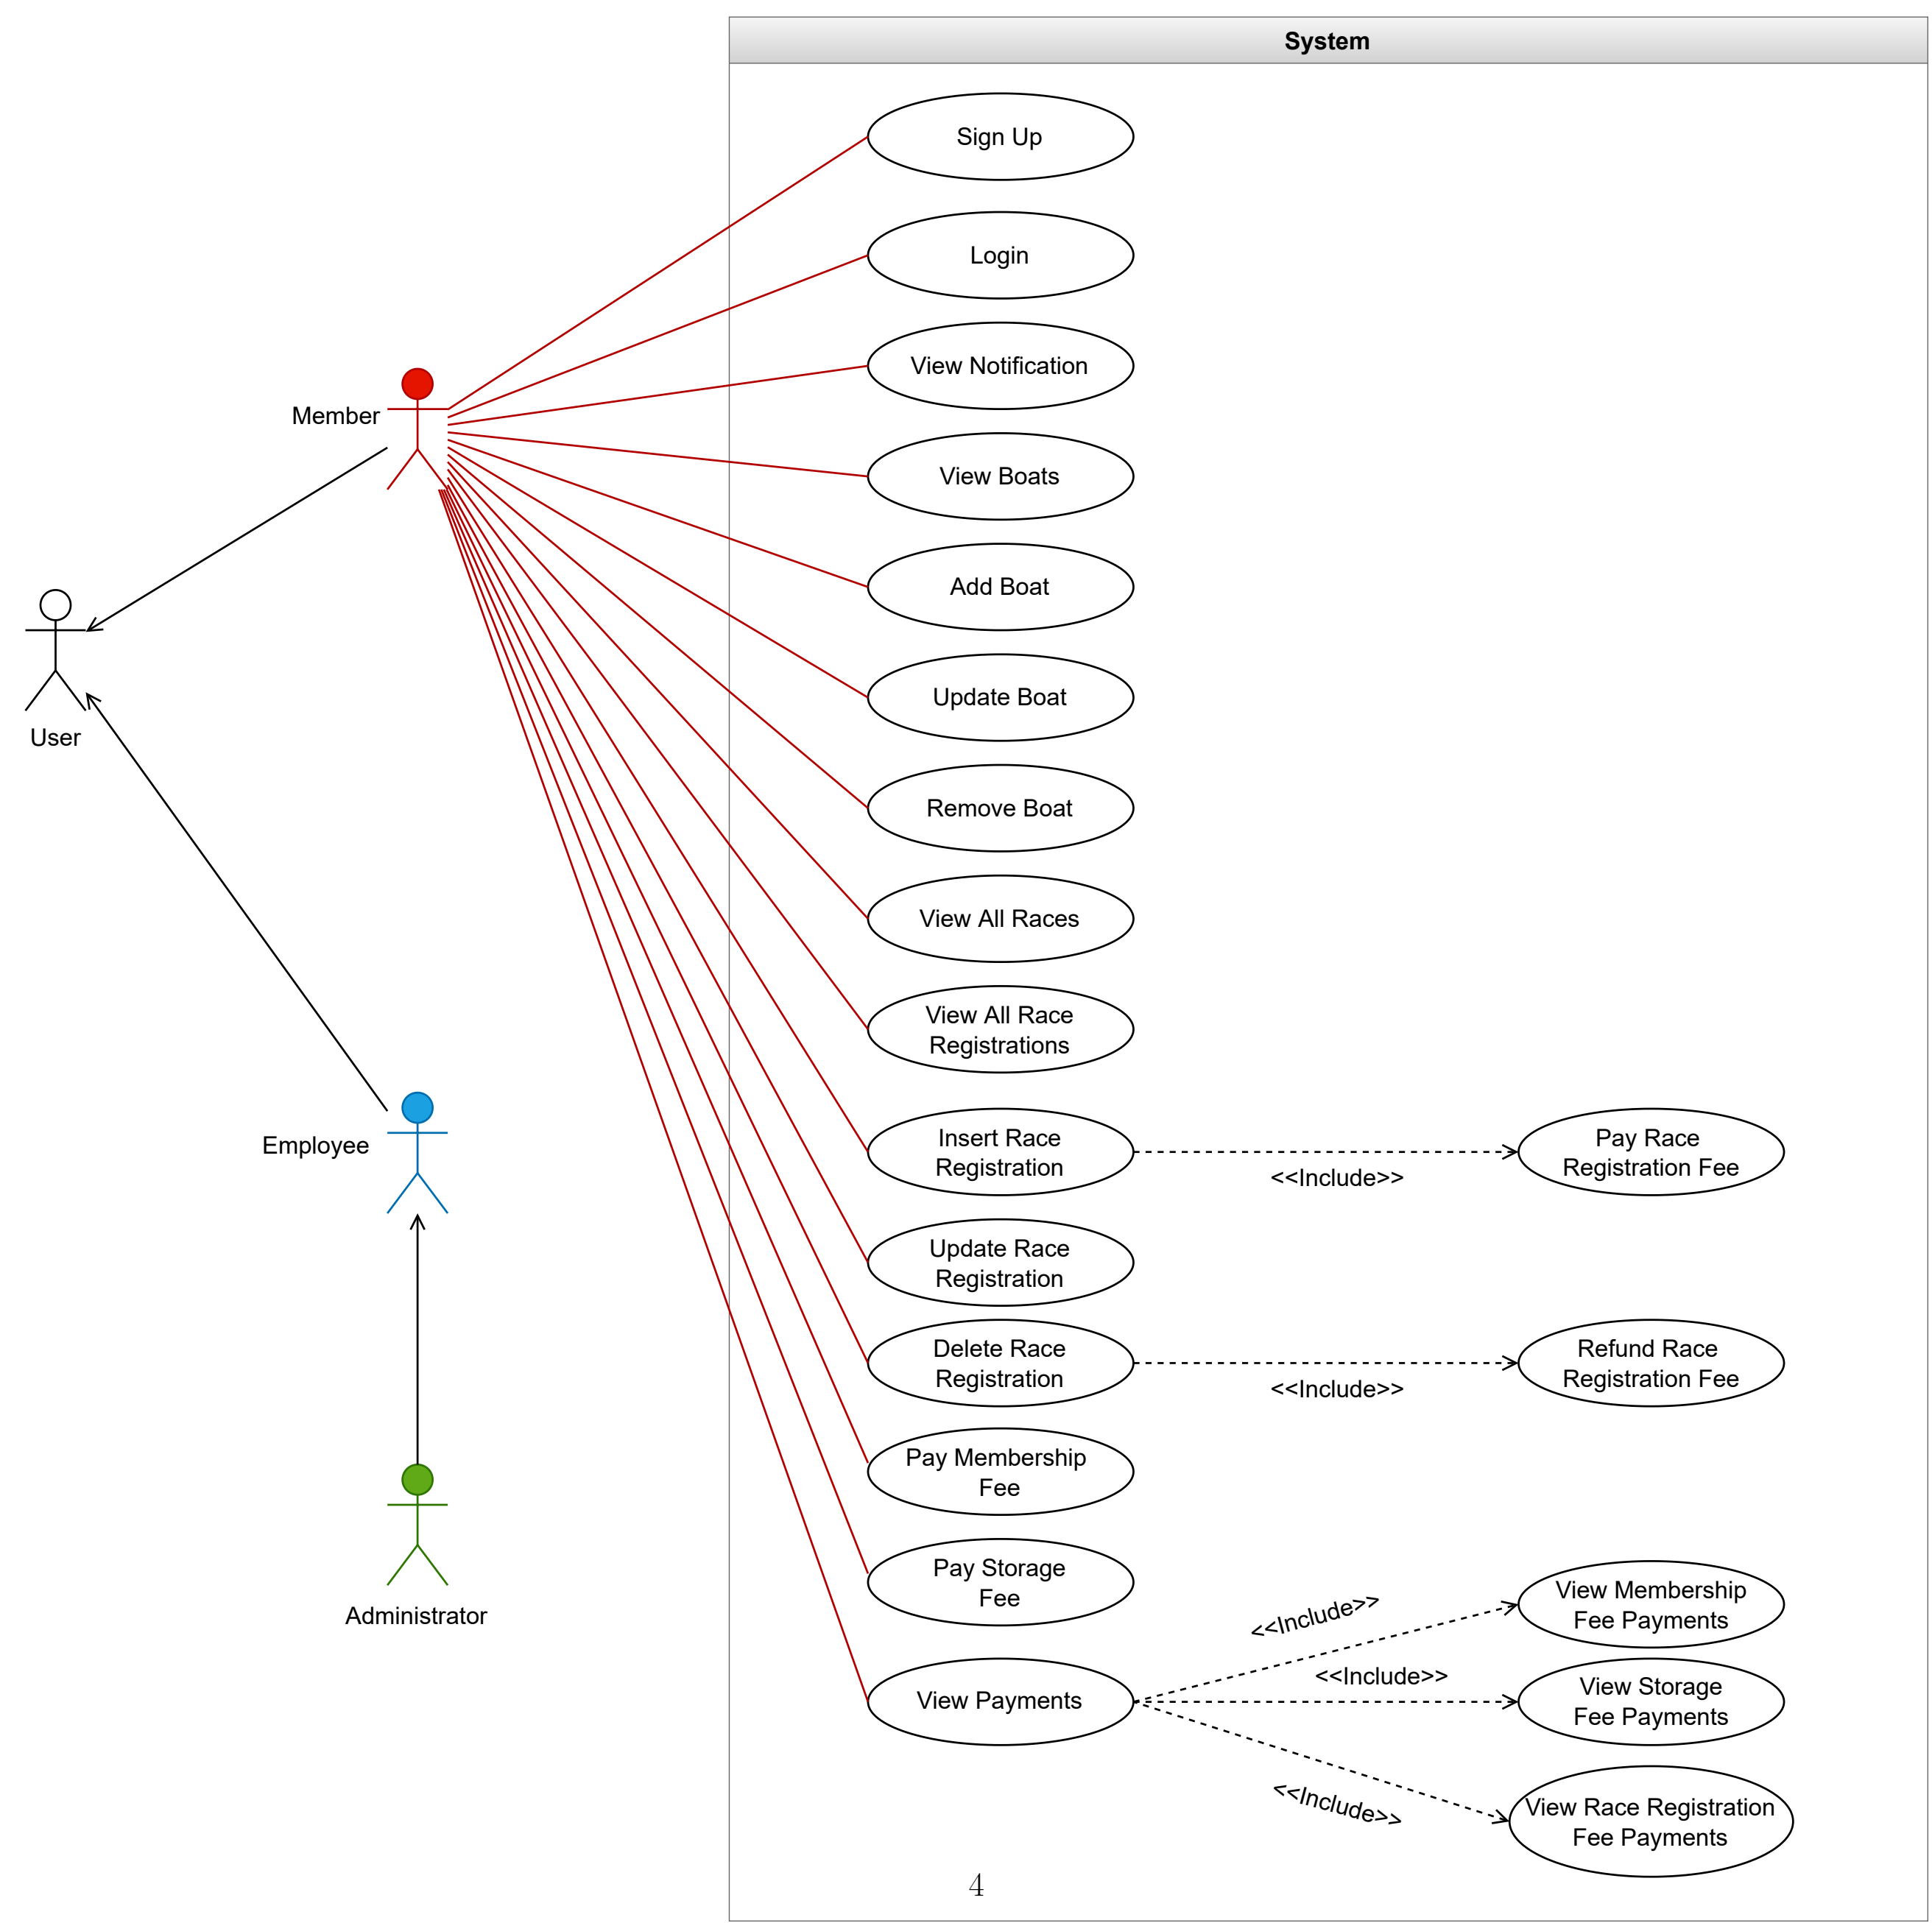 System
Sign Up
Login
View Notification
Member
View Boats
Add Boat
Update Boat
User
Remove Boat
View All Races
View All Race
Registrations
Employee
Insert Race
Registration
<<Include>>
Pay Race
Registration Fee
Update Race
Registration
Delete Race
Registration
<<Include>>
Refund Race
Registration Fee
Pay Membership
Fee
Pay Storage
Fee
Administrator
View Payments
<<Include>>
View Membership
Fee Payments
<<Include>>
View Storage
Fee Payments
<<Include>>
View Race Registration
Fee Payments
4